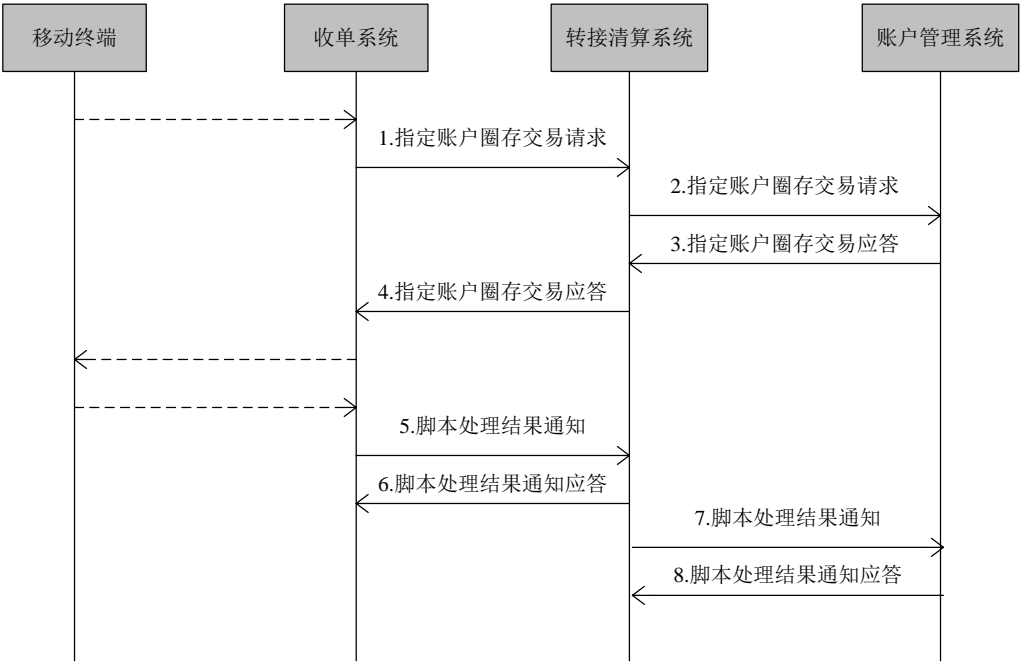 移动终端
收单系统
转接清算系统
账户管理系统
1.指定账户圈存交易请求
2.指定账户圈存交易请求
3.指定账户圈存交易应答
4.指定账户圈存交易应答
5.脚本处理结果通知
6.脚本处理结果通知应答
7.脚本处理结果通知
8.脚本处理结果通知应答